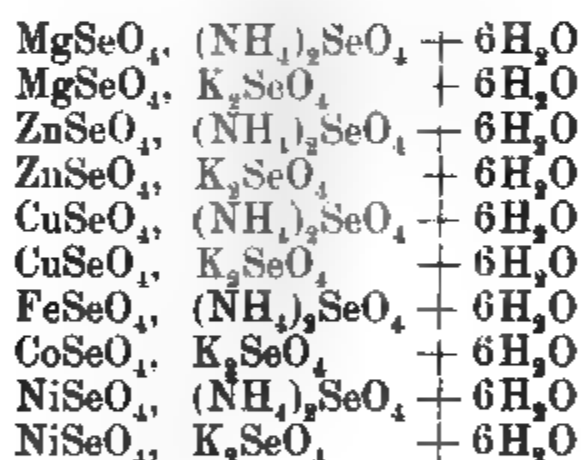 MgSeO₄, (NH₄)₂SeO₄ + 6H₂O
MgSeO₄, K₂SeO₄ + 6H₂O
ZnSeO₄, (NH₄)₂SeO₄ + 6H₂O
ZnSeO₄, K₂SeO₄ + 6H₂O
CuSeO₄, (NH₄)₂SeO₄ + 6H₂O
CuSeO₄, K₂SeO₄ + 6H₂O
FeSeO₄, (NH₄)₂SeO₄ + 6H₂O
CoSeO₄, K₂SeO₄ + 6H₂O
NiSeO₄, (NH₄)₂SeO₄ + 6H₂O
NiSeO₄, K₂SeO₄ + 6H₂O